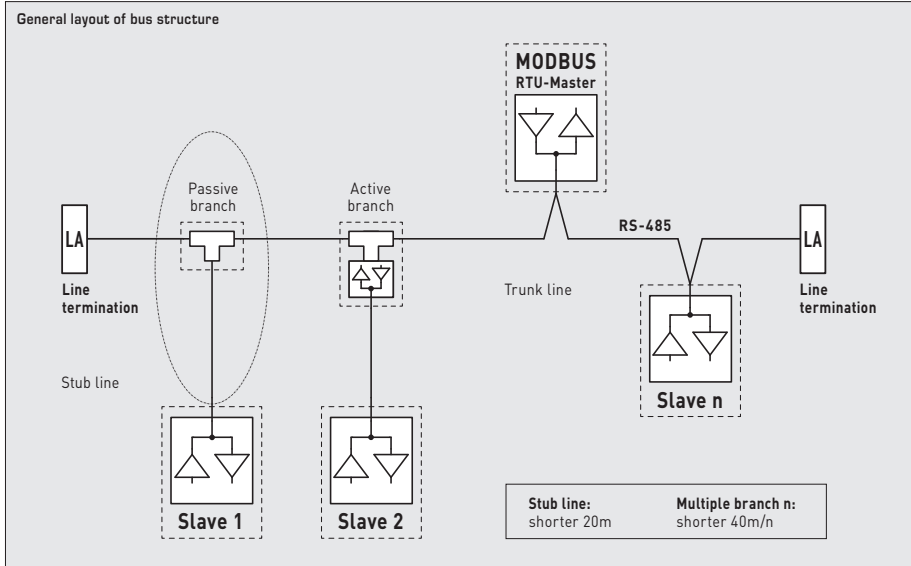 General layout of bus structure
MODBUS
RTU-Master
Passive
branch
Active
branch
LA
RS-485
LA
Line
termination
Trunk line
Line
termination
Stub line
Slave n
Slave 1
Slave 2
Stub line:
shorter 20m
Multiple branch n:
shorter 40m/n